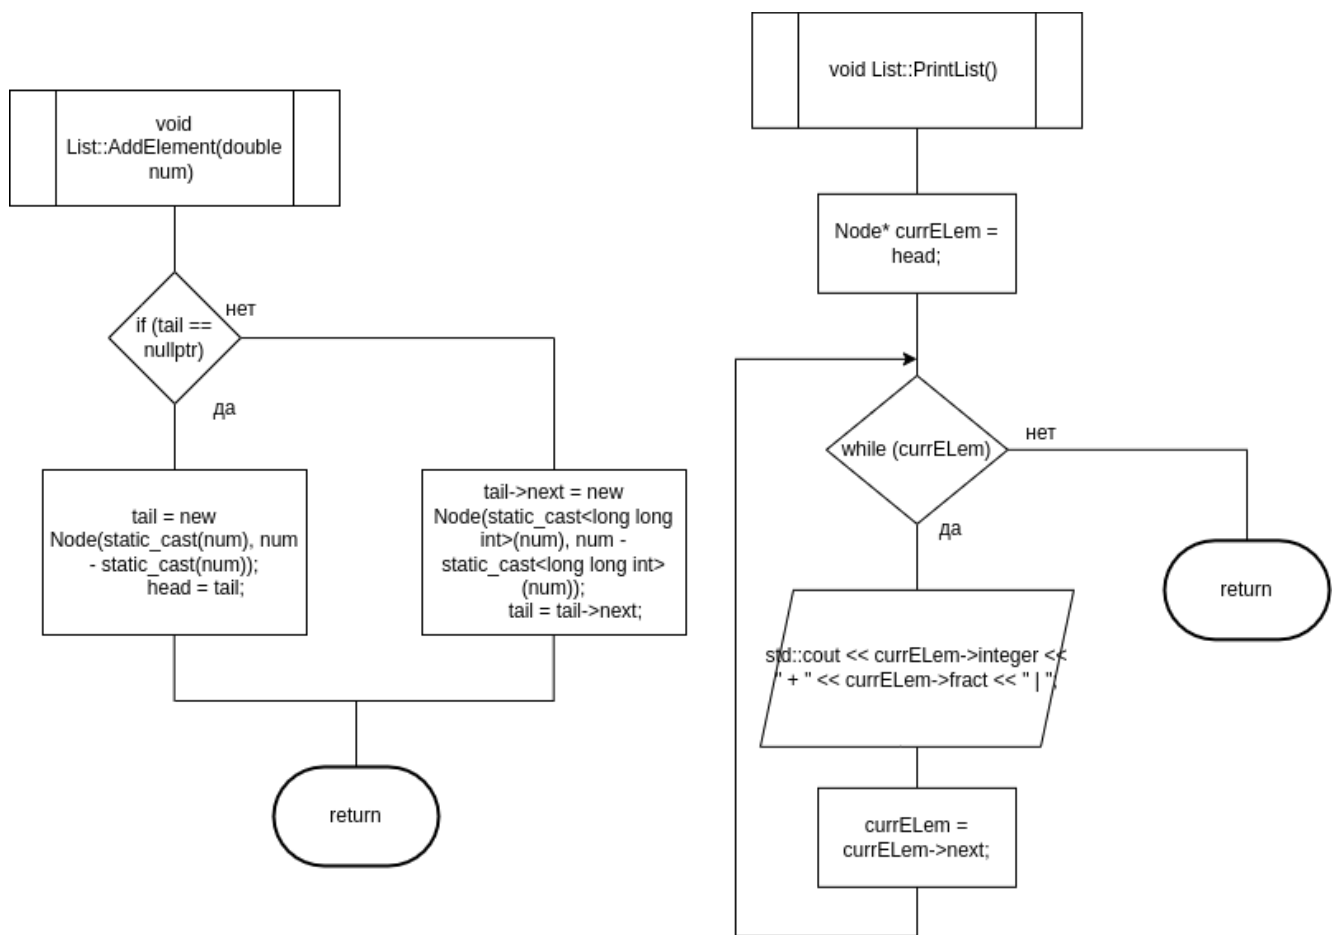 void
List::AddElement(double
num)
if (tail ==
nullptr)
нет
да
tail = new
Node(static_cast(num), num
- static_cast(num));
head = tail;
tail->next = new
Node(static_cast<long long
int>(num), num -
static_cast<long long int>
(num));
tail = tail->next;
return
void List::PrintList()
Node* currELem =
head;
while (currELem)
нет
да
return
std::cout << currELem->integer <<
" + " << currELem->fract << " | ";
currELem =
currELem->next;